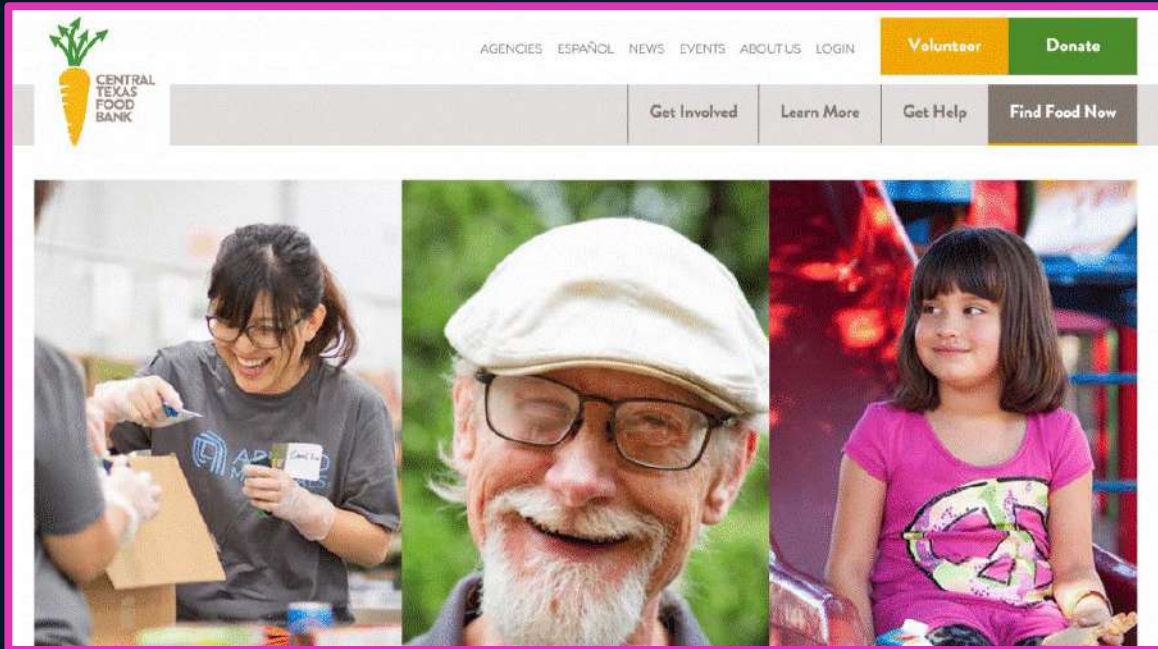 AGENCIES ESPAÑOL NEWS EVENTS ABOUT US LOGIN Volunteer Donate
CENTRAL
TEXAS
FOOD
BANK
Get Involved Learn More Get Help Find Food Now